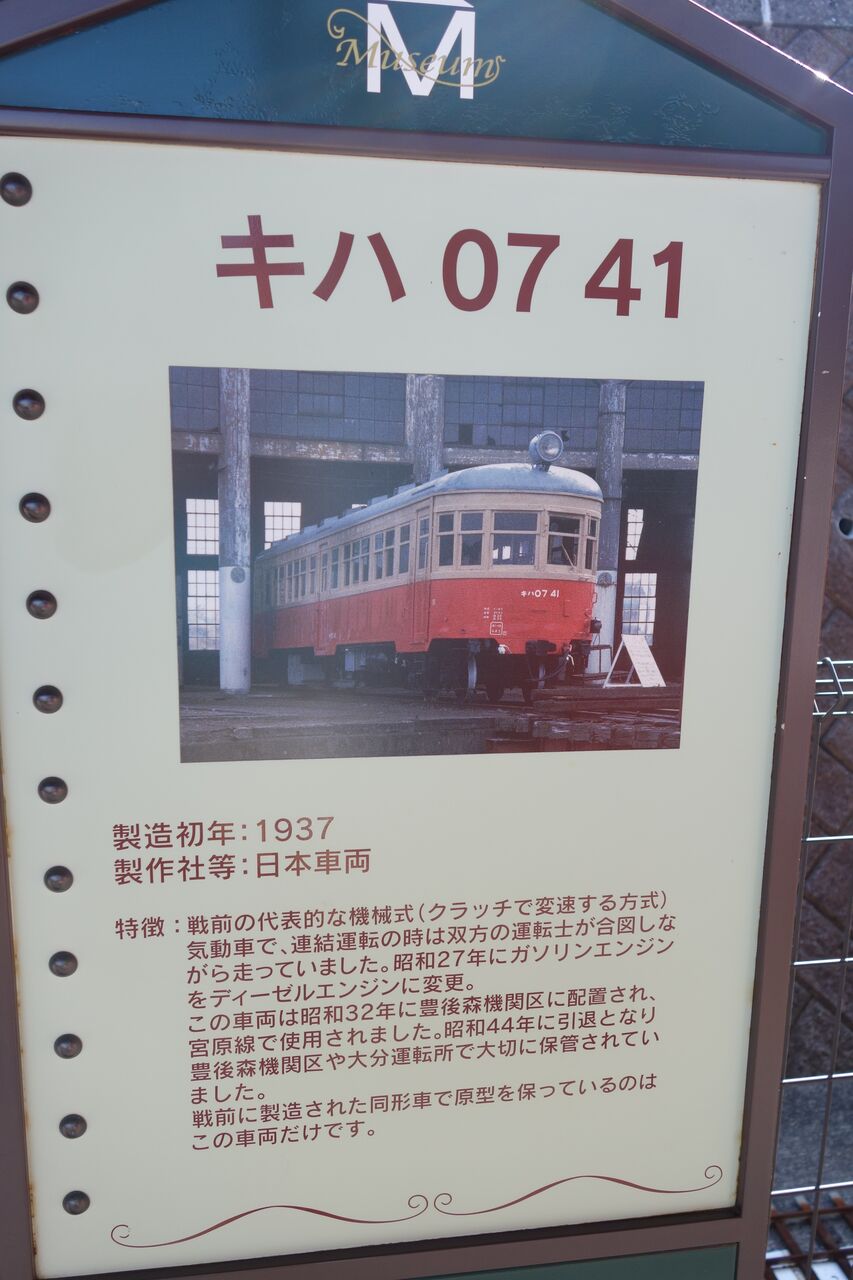 M
Museum
キハ 07 41
キハ07 41
製造初年：1937
製作社等：日本車両
特徴：戦前の代表的な機械式（クラッチで変速する方式）
気動車で、連結運転の時は双方の運転士が合図しな
がら走っていました。昭和27年にガソリンエンジン
をディーゼルエンジンに変更。
この車両は昭和32年に豊後森機関区に配置され、
宮原線で使用されました。昭和44年に引退となり
豊後森機関区や大分運転所で大切に保管されてい
ました。
戦前に製造された同形車で原型を保っているのは
この車両だけです。